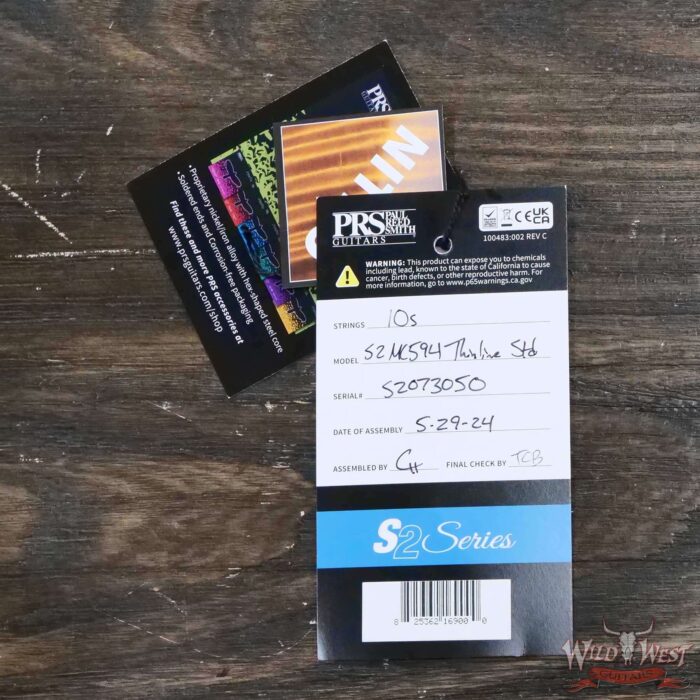 PRS
• Proprietary nickel/iron alloy with hex-shaped steel core
• Soldered ends and Corrosion-free packaging
Find these and more PRS accessories at
www.prsguitars.com/shop
PRS PAUL REED SMITH
GUITARS
CE UK CA
100483:002 REV C
WARNING: This product can expose you to chemicals
including lead, known to the state of California to cause
cancer, birth defects, or other reproductive harm. For
more information, go to www.p65warnings.ca.gov
STRINGS 10s
MODEL S2 MC594 Thinline Std
SERIAL# S2073050
DATE OF ASSEMBLY 5-29-24
ASSEMBLED BY CH FINAL CHECK BY TCB
S2 Series
8 25362 16900 0
WILD WEST
GUITARS